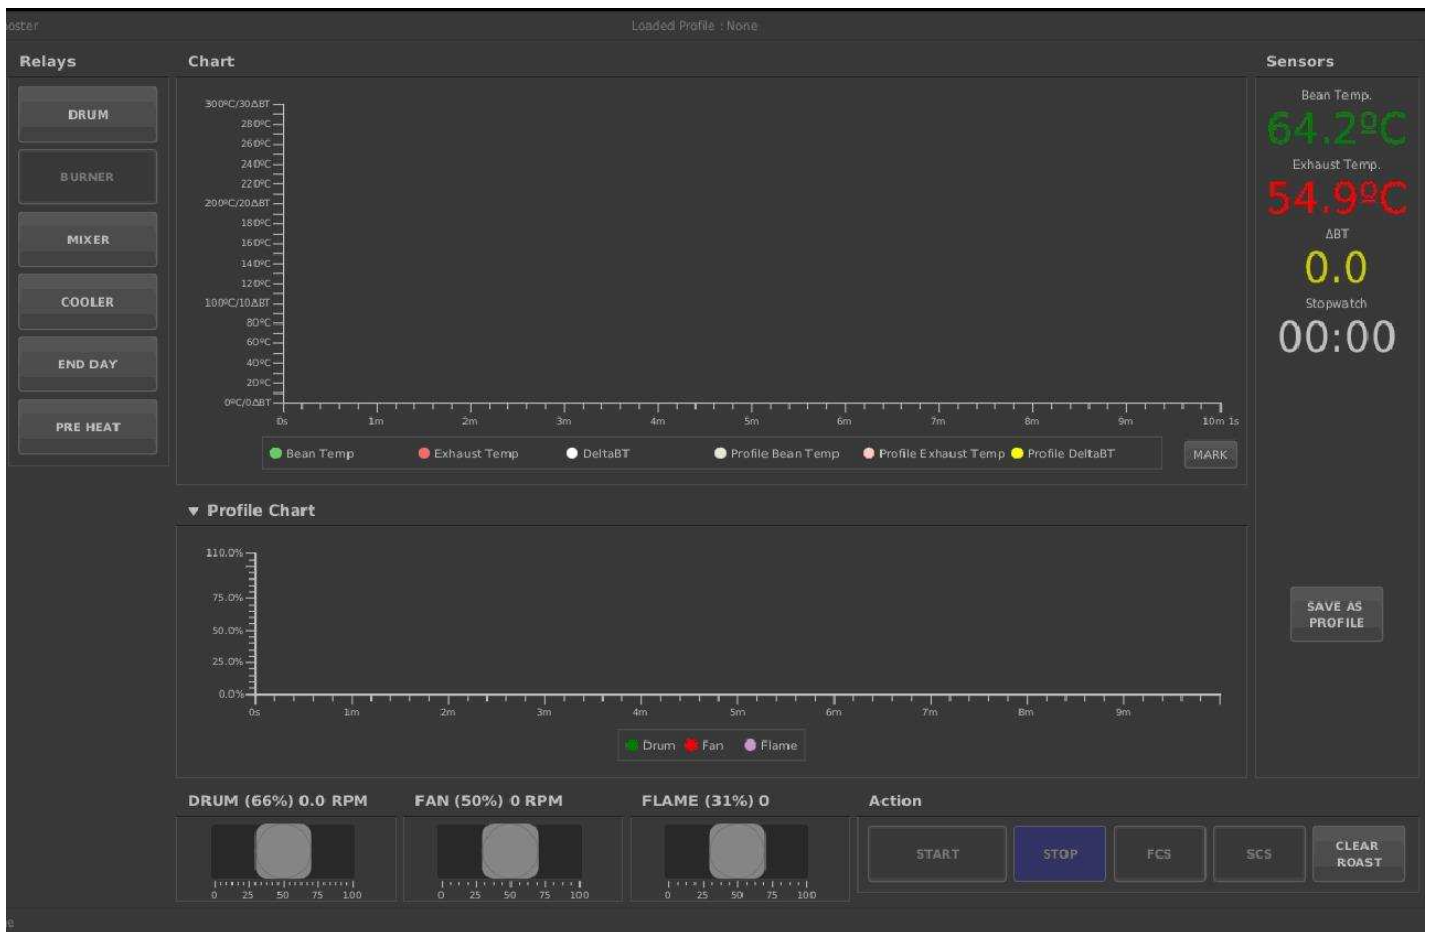 oaster
Loaded Profile : None
Relays
DRUM
BURNER
MIXER
COOLER
END DAY
PRE HEAT
Chart
300ºC/30ΔBT
280ºC
260ºC
240ºC
220ºC
200ºC/20ΔBT
180ºC
160ºC
140ºC
120ºC
100ºC/10ΔBT
80ºC
60ºC
40ºC
20ºC
0ºC/0ΔBT
0s 1m 2m 3m 4m 5m 6m 7m 8m 9m 10m 1s
Bean Temp Exhaust Temp DeltaBT Profile Bean Temp Profile Exhaust Temp Profile DeltaBT
MARK
▼ Profile Chart
110.0%
75.0%
50.0%
25.0%
0.0%
0s 1m 2m 3m 4m 5m 6m 7m 8m 9m
Drum Fan Flame
Sensors
Bean Temp.
64.2ºC
Exhaust Temp.
54.9ºC
ΔBT
0.0
Stopwatch
00:00
SAVE AS
PROFILE
DRUM (66%) 0.0 RPM
0 25 50 75 100
FAN (50%) 0 RPM
0 25 50 75 100
FLAME (31%) 0
0 25 50 75 100
Action
START
STOP
FCS
SCS
CLEAR
ROAST